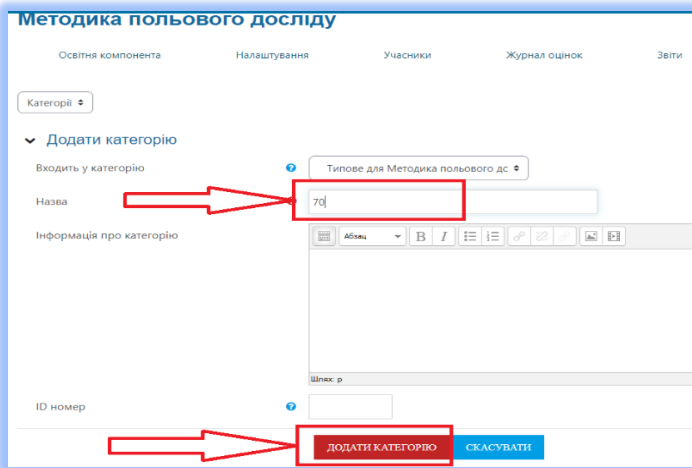 Методика польового досліду
Освітня компонента Налаштування Учасники Журнал оцінок Звіти
Категорії
Додати категорію
Входить у категорію Типове для Методика польового дс
Назва 70
Інформація про категорію Абзац B I
Шлях: p
ID номер
ДОДАТИ КАТЕГОРІЮ СКАСУВАТИ